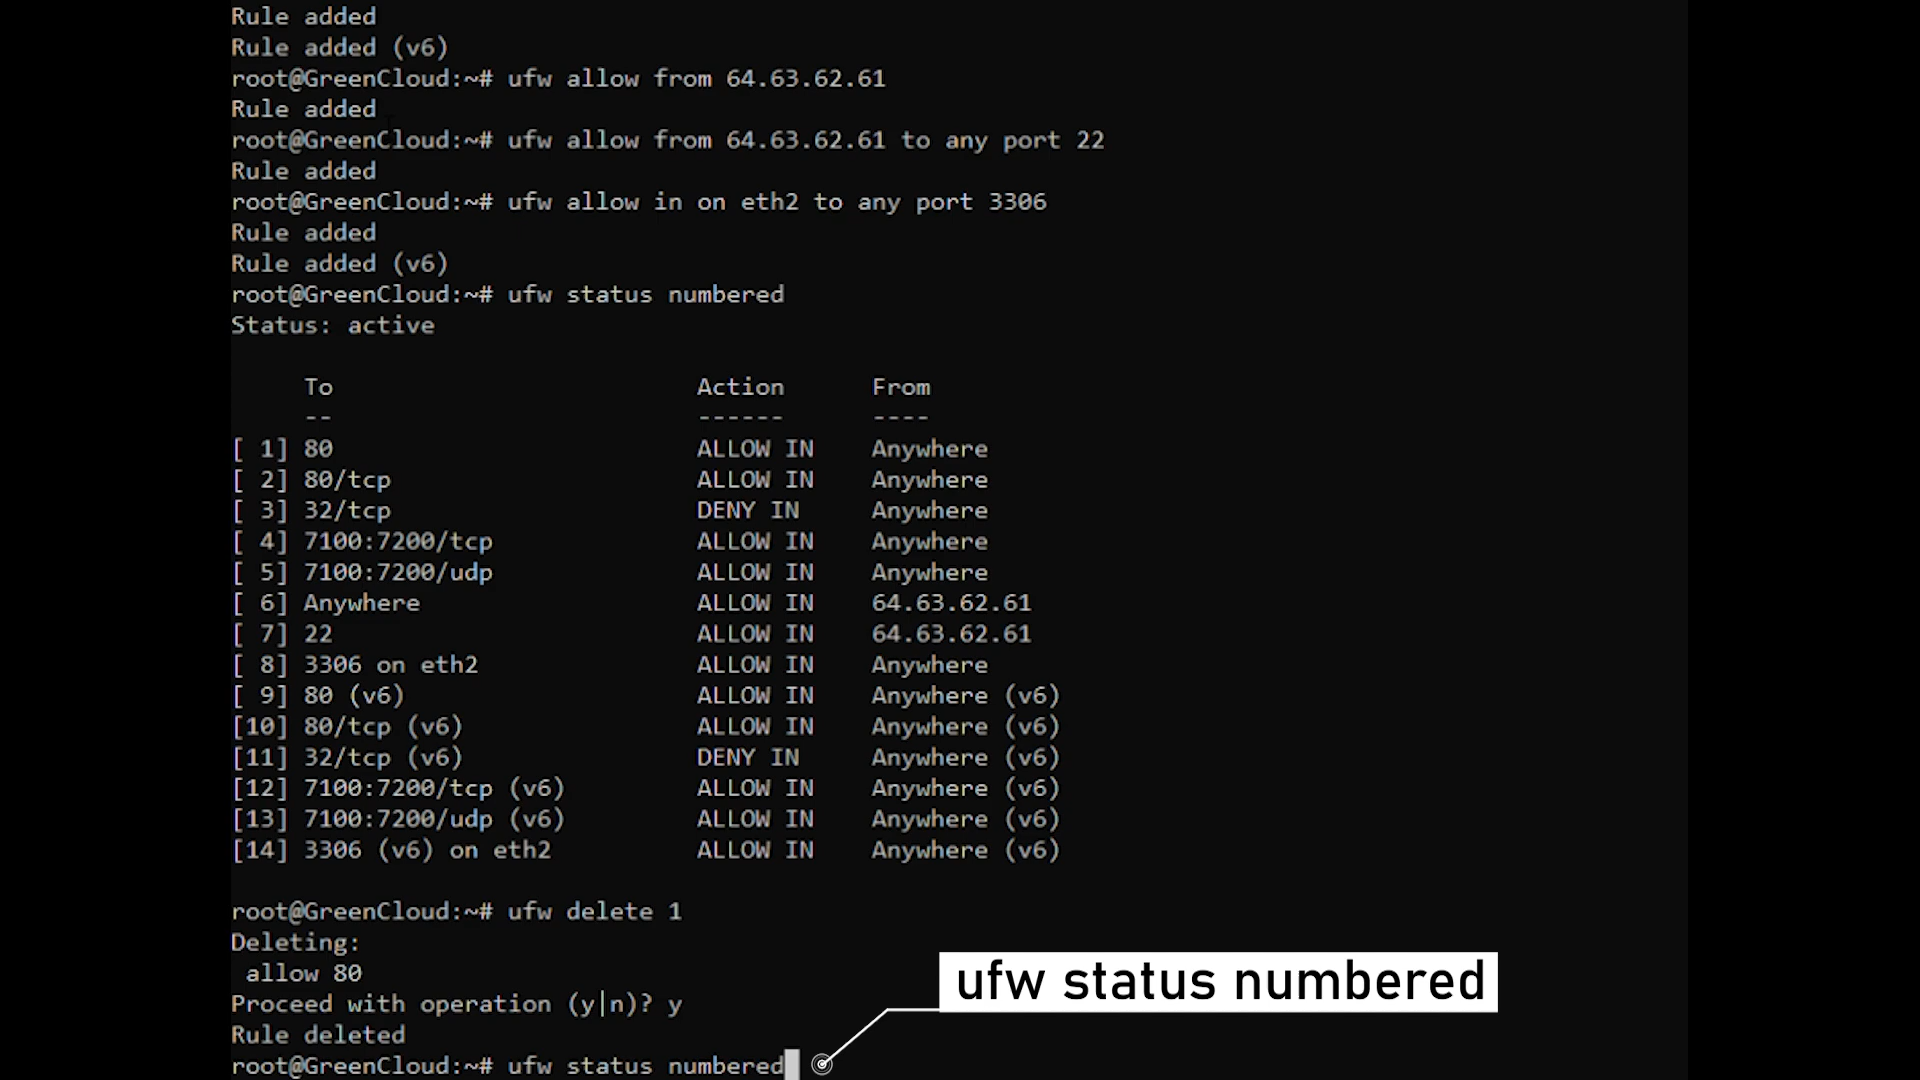 Rule added
Rule added (v6)
root@GreenCloud:~# ufw allow from 64.63.62.61
Rule added
root@GreenCloud:~# ufw allow from 64.63.62.61 to any port 22
Rule added
root@GreenCloud:~# ufw allow in on eth2 to any port 3306
Rule added
Rule added (v6)
root@GreenCloud:~# ufw status numbered
Status: active

     To                         Action      From
     --                         ------      ----
[ 1] 80                         ALLOW IN    Anywhere
[ 2] 80/tcp                     ALLOW IN    Anywhere
[ 3] 32/tcp                     DENY IN     Anywhere
[ 4] 7100:7200/tcp              ALLOW IN    Anywhere
[ 5] 7100:7200/udp              ALLOW IN    Anywhere
[ 6] Anywhere                   ALLOW IN    64.63.62.61
[ 7] 22                         ALLOW IN    64.63.62.61
[ 8] 3306 on eth2               ALLOW IN    Anywhere
[ 9] 80 (v6)                    ALLOW IN    Anywhere (v6)
[10] 80/tcp (v6)                ALLOW IN    Anywhere (v6)
[11] 32/tcp (v6)                DENY IN     Anywhere (v6)
[12] 7100:7200/tcp (v6)         ALLOW IN    Anywhere (v6)
[13] 7100:7200/udp (v6)         ALLOW IN    Anywhere (v6)
[14] 3306 (v6) on eth2          ALLOW IN    Anywhere (v6)

root@GreenCloud:~# ufw delete 1
Deleting:
 allow 80
Proceed with operation (y|n)? y
Rule deleted
root@GreenCloud:~# ufw status numbered
ufw status numbered